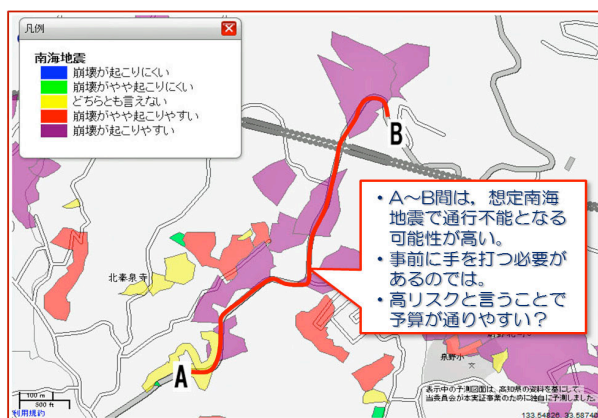 凡例
南海地震
崩壊が起こりにくい
崩壊がやや起こりにくい
どちらとも言えない
崩壊がやや起こりやすい
崩壊が起こりやすい
B
・A～B間は，想定南海
地震で通行不能となる
可能性が高い。
・事前に手を打つ必要が
あるのでは。
・高リスクと言うことで
予算が通りやすい？
北秦泉寺
A
泉野小
100 m
500 ft
利用規約
表示中の予測図面は、高知県の資料を基にして、
当委員会が本実証事業のために独自に予測しました。